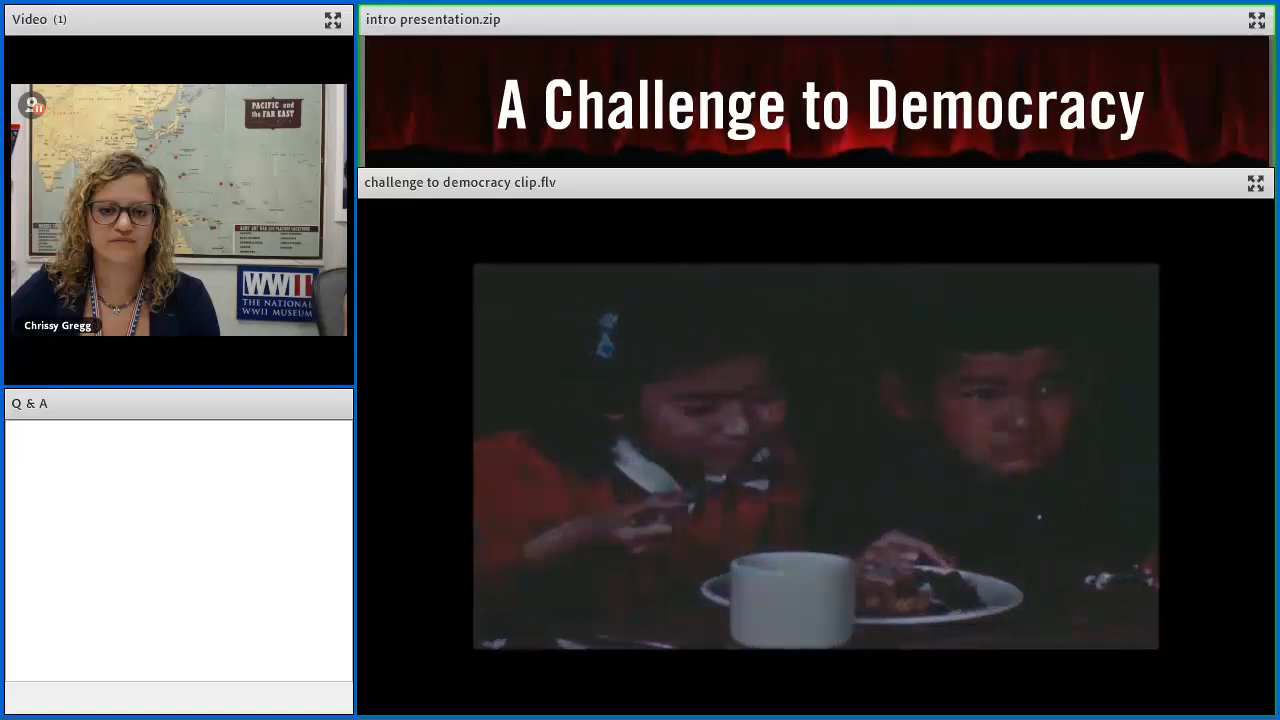 Video (1)
PACIFIC and
the FAR EAST
WWII
THE NATIONAL
WWII MUSEUM
Chrissy Gregg
Q & A
intro presentation.zip
A Challenge to Democracy
challenge to democracy clip.flv